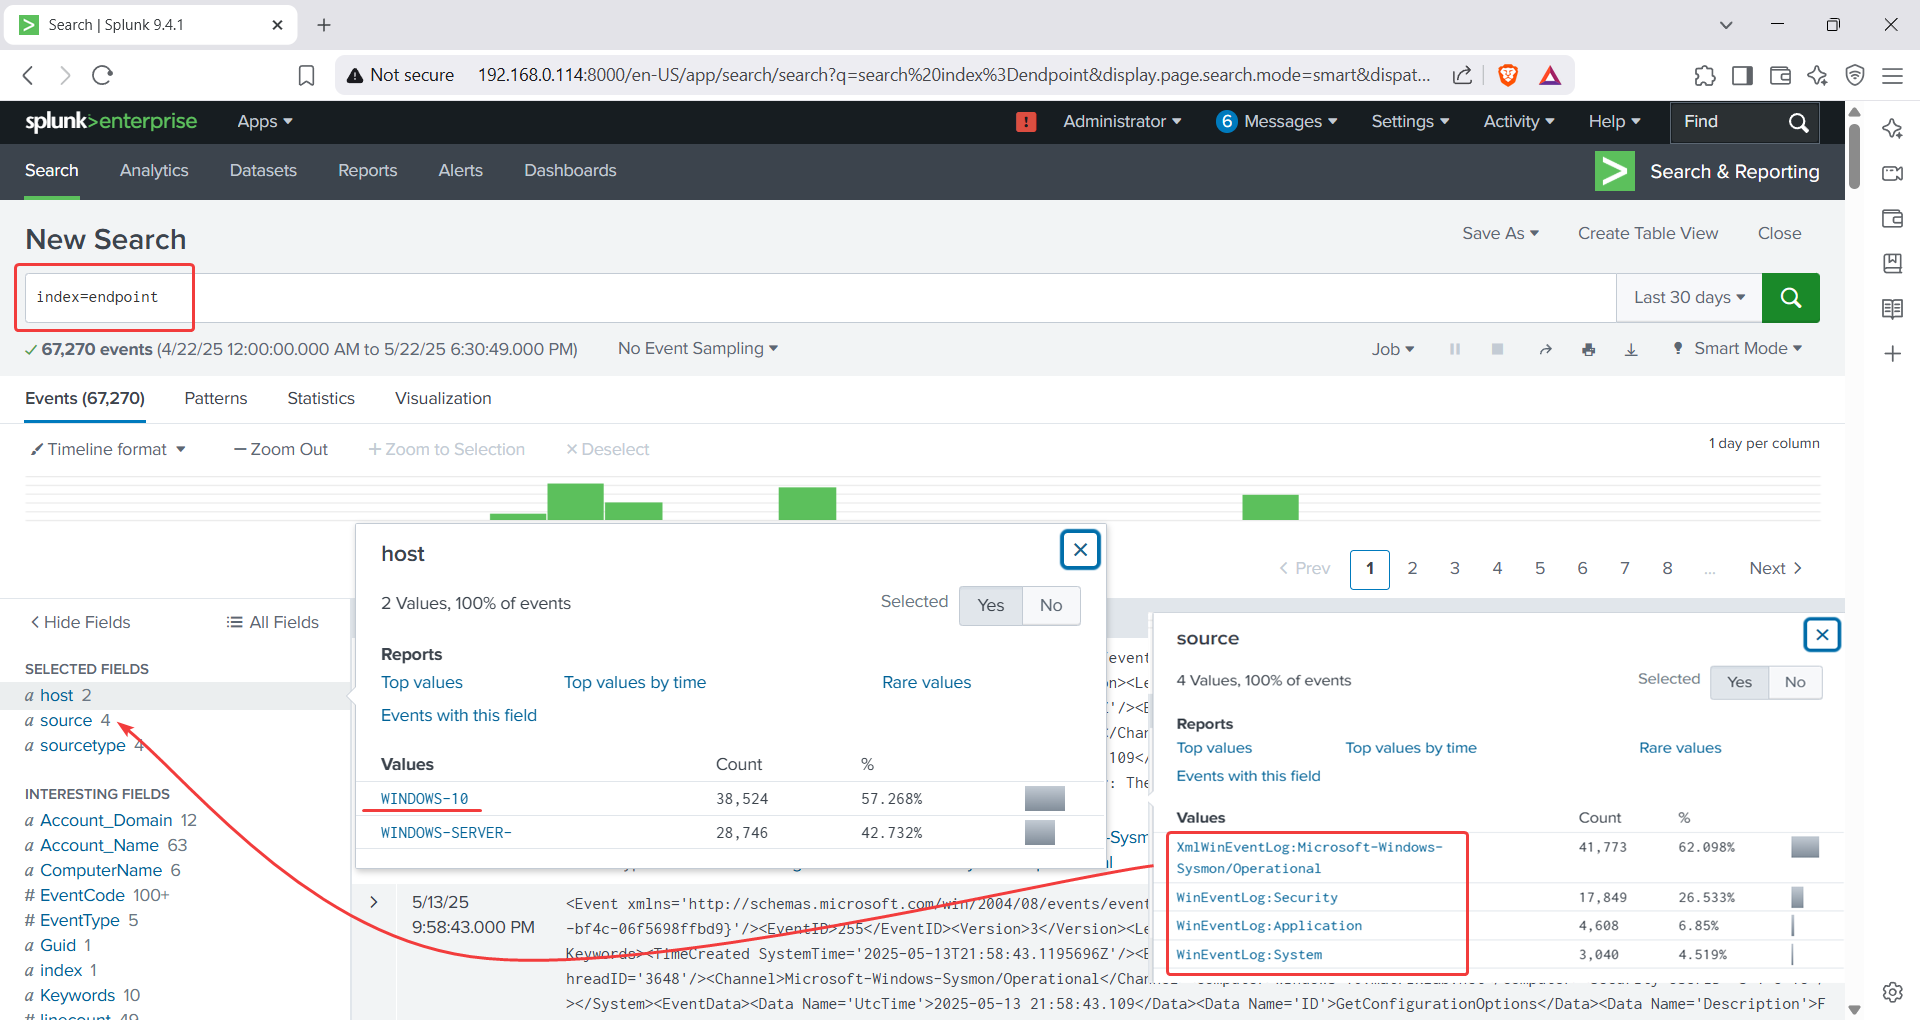 Search | Splunk 9.4.1
Not secure 192.168.0.114:8000/en-US/app/search/search?q=search%20index%3Dendpoint&display.page.search.mode=smart&dispat...
splunk>enterprise Apps ! Administrator 6 Messages Settings Activity Help Find
Search Analytics Datasets Reports Alerts Dashboards Search & Reporting
New Search Save As Create Table View Close
index=endpoint Last 30 days
67,270 events (4/22/25 12:00:00.000 AM to 5/22/25 6:30:49.000 PM) No Event Sampling Job Smart Mode
Events (67,270) Patterns Statistics Visualization
Timeline format — Zoom Out + Zoom to Selection × Deselect 1 day per column
< Prev 1 2 3 4 5 6 7 8 ... Next >
< Hide Fields All Fields
SELECTED FIELDS
a host 2
a source 4
a sourcetype 4
INTERESTING FIELDS
a Account_Domain 12
a Account_Name 63
a ComputerName 6
# EventCode 100+
# EventType 5
a Guid 1
a index 1
a Keywords 10
# linecount 49
host
2 Values, 100% of events Selected Yes No
Reports
Top values Top values by time Rare values
Events with this field
Values Count %
WINDOWS-10 38,524 57.268%
WINDOWS-SERVER- 28,746 42.732%
/event
n><Le
'/><E
/Char
109</
: The
-Sysm
source
4 Values, 100% of events Selected Yes No
Reports
Top values Top values by time Rare values
Events with this field
Values Count %
XmlWinEventLog:Microsoft-Windows-
Sysmon/Operational 41,773 62.098%
WinEventLog:Security 17,849 26.533%
WinEventLog:Application 4,608 6.85%
WinEventLog:System 3,040 4.519%
5/13/25
9:58:43.000 PM
<Event xmlns='http://schemas.microsoft.com/win/2004/08/events/event
-bf4c-06f5698ffbd9}'/><EventID>255</EventID><Version>3</Version><Le
Keywords><TimeCreated SystemTime='2025-05-13T21:58:43.1195696Z'/><E
hreadID='3648'/><Channel>Microsoft-Windows-Sysmon/Operational</Chan
></System><EventData><Data Name='UtcTime'>2025-05-13 21:58:43.109</Data><Data Name='ID'>GetConfigurationOptions</Data><Data Name='Description'>F